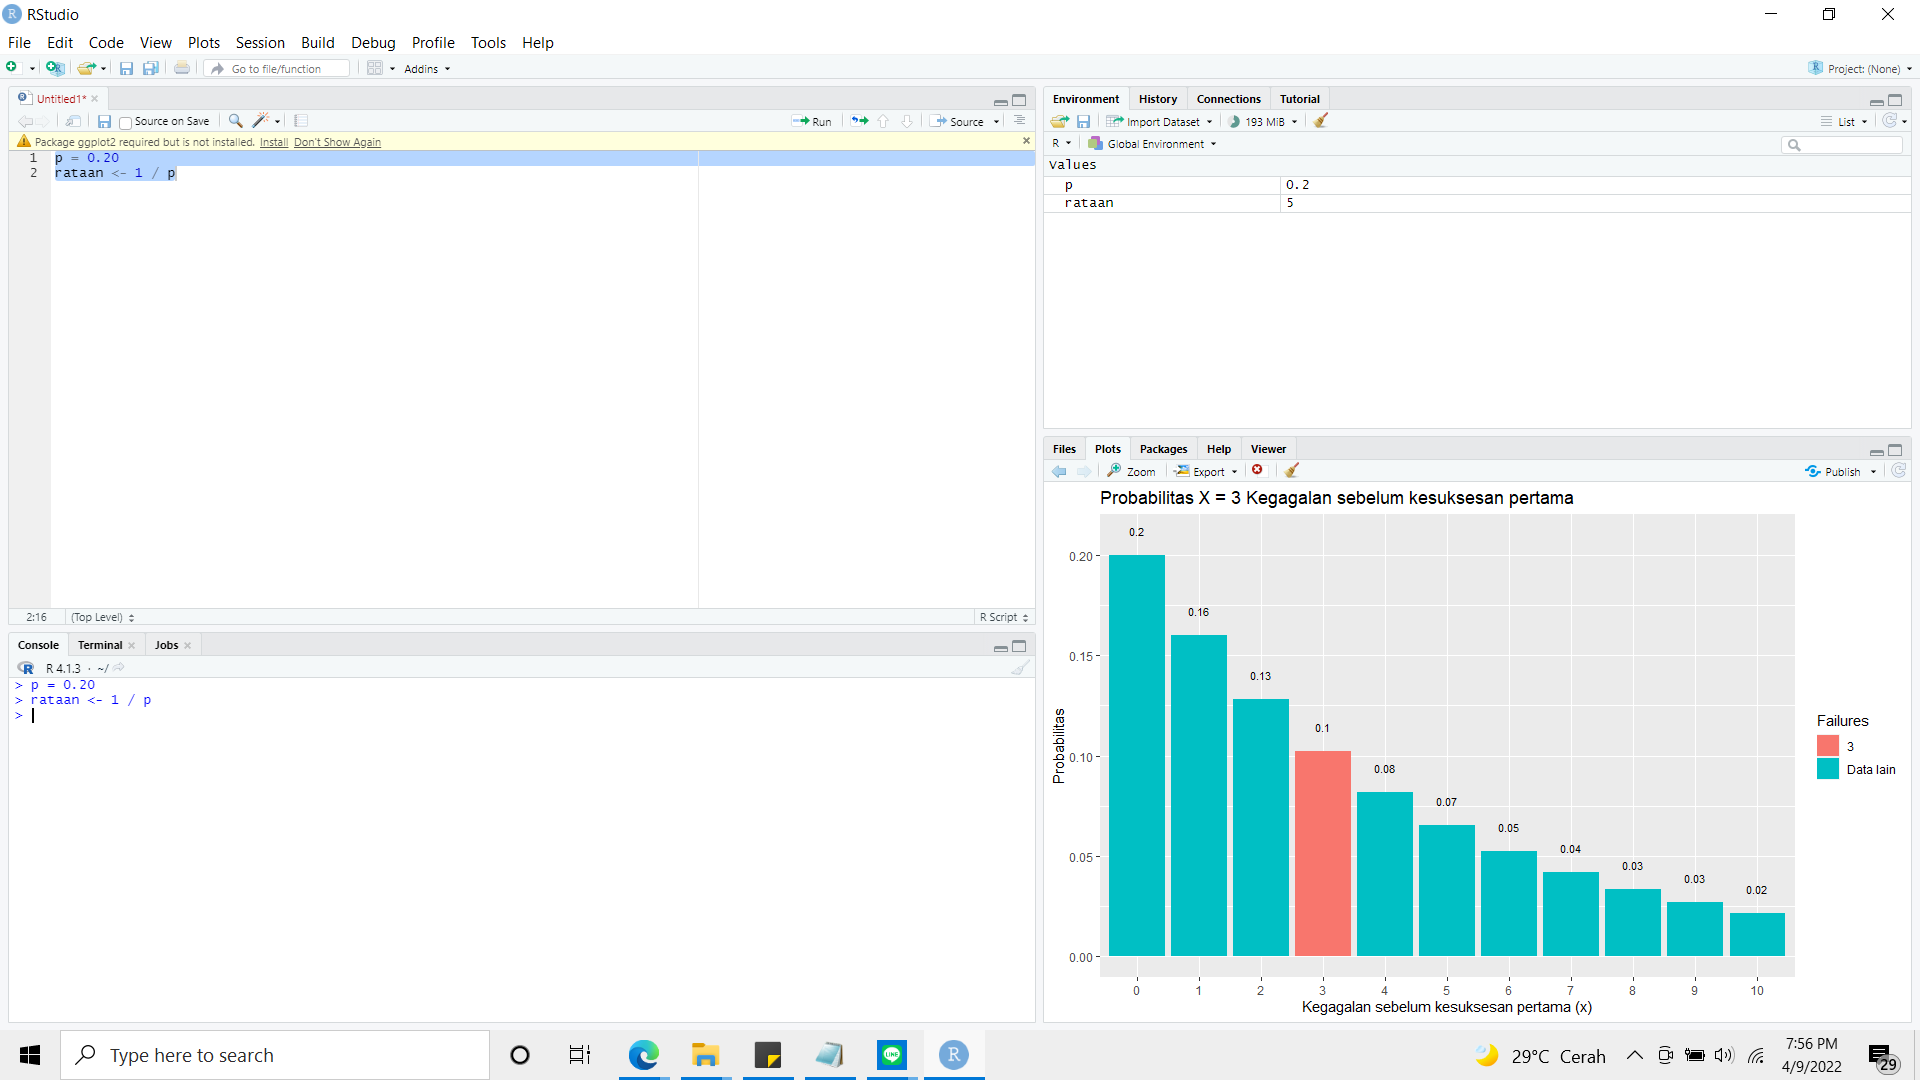 RStudio
File Edit Code View Plots Session Build Debug Profile Tools Help
Go to file/function Addins Project: (None)
Untitled1*
Source on Save Run Source
Package ggplot2 required but is not installed. Install Don't Show Again
1 p = 0.20
2 rataan <- 1 / p
2:16 (Top Level) R Script
Console Terminal Jobs
R 4.1.3 · ~/
> p = 0.20
> rataan <- 1 / p
>
Environment History Connections Tutorial
Import Dataset 193 MiB List
R Global Environment
Values
p 0.2
rataan 5
Files Plots Packages Help Viewer
Zoom Export Publish
Probabilitas X = 3 Kegagalan sebelum kesuksesan pertama
0.2
0.16
0.13
0.1
0.08
0.07
0.05
0.04
0.03
0.03
0.02
0.20
0.15
0.10
0.05
0.00
Probabilitas
0 1 2 3 4 5 6 7 8 9 10
Kegagalan sebelum kesuksesan pertama (x)
Failures
3
Data lain
Type here to search
LINE
R
29°C Cerah
7:56 PM
4/9/2022
29